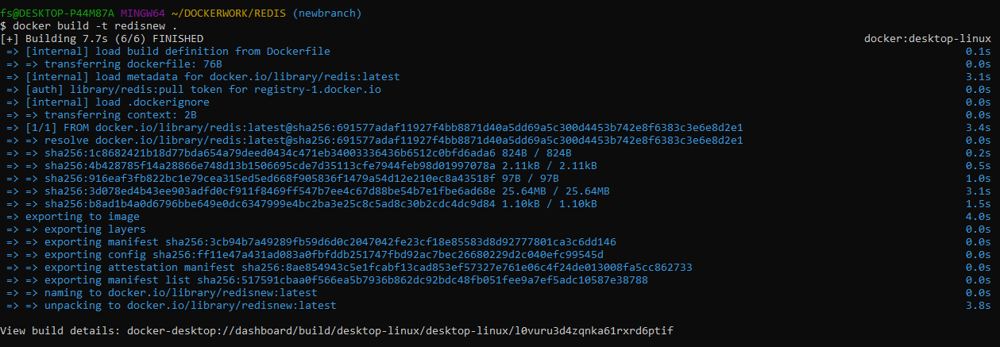 fs@DESKTOP-P44M87A MINGW64 ~/DOCKERWORK/REDIS (newbranch)
$ docker build -t redisnew .
[+] Building 7.7s (6/6) FINISHED docker:desktop-linux
=> [internal] load build definition from Dockerfile 0.1s
=> => transferring dockerfile: 76B 0.0s
=> [internal] load metadata for docker.io/library/redis:latest 3.1s
=> [auth] library/redis:pull token for registry-1.docker.io 0.0s
=> [internal] load .dockerignore 0.0s
=> => transferring context: 2B 0.0s
=> [1/1] FROM docker.io/library/redis:latest@sha256:691577adaf11927f4bb8871d40a5dd69a5c300d4453b742e8f6383c3e6e8d2e1 3.4s
=> => resolve docker.io/library/redis:latest@sha256:691577adaf11927f4bb8871d40a5dd69a5c300d4453b742e8f6383c3e6e8d2e1 0.0s
=> => sha256:1c8682421b18d77bda654a79deed0434c471eb34003336436b6512c0bfd6ada6 824B / 824B 0.2s
=> => sha256:4b428785f14a28866e748d13b1506695cde7d35113cfe7944feb98d01997078a 2.11kB / 2.11kB 0.5s
=> => sha256:916eaf3fb822bc1e79cea315ed5ed668f905836f1479a54d12e210ec8a43518f 97B / 97B 1.0s
=> => sha256:3d078ed4b43ee903adfd0cf911f8469ff547b7ee4c67d88be54b7e1fbe6ad68e 25.64MB / 25.64MB 3.1s
=> => sha256:b8ad1b4a0d6796bbe649e0dc6347999e4bc2ba3e25c8c5ad8c30b2cdc4dc9d84 1.10kB / 1.10kB 1.5s
=> exporting to image 4.0s
=> => exporting layers 0.0s
=> => exporting manifest sha256:3cb94b7a49289fb59d6d0c2047042fe23cf18e85583d8d92777801ca3c6dd146 0.0s
=> => exporting config sha256:ff11e47a431ad083a0fbfddb251747fbd92ac7bec26680229d2c040efc99545d 0.0s
=> => exporting attestation manifest sha256:8ae854943c5e1fcabf13cad853ef57327e761e06c4f24de013008fa5cc862733 0.0s
=> => exporting manifest list sha256:517591cbaa0f566ea5b7936b862dc92bdc48fb051fee9a7ef5adc10587e38788 0.0s
=> => naming to docker.io/library/redisnew:latest 0.0s
=> => unpacking to docker.io/library/redisnew:latest 3.8s
View build details: docker-desktop://dashboard/build/desktop-linux/desktop-linux/l0vuru3d4zqnka61rxrd6ptif